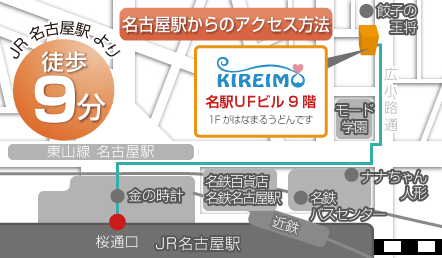 名古屋駅からのアクセス方法
JR 名古屋駅 より
徒歩
9分
KIREIMO
名駅UFビル 9 階
1Fがはなまるうどんです
餃子の
王将
広小路通
モード
学園
東山線 名古屋駅
金の時計
名鉄百貨店
名鉄名古屋駅
ナナちゃん
人形
名鉄
バスセンター
近鉄
桜通口
JR名古屋駅